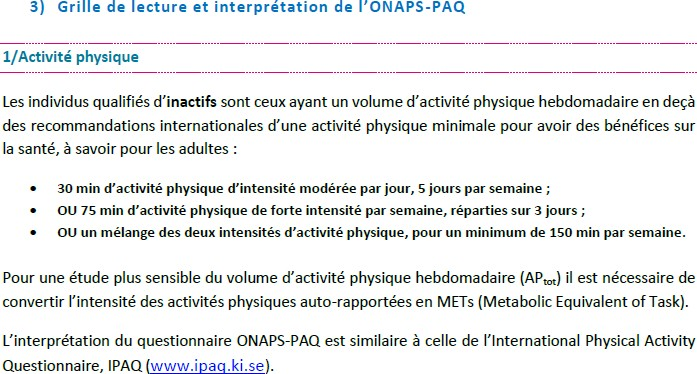 3) Grille de lecture et interprétation de l’ONAPS-PAQ
1/Activité physique
Les individus qualifiés d’inactifs sont ceux ayant un volume d’activité physique hebdomadaire en deçà
des recommandations internationales d’une activité physique minimale pour avoir des bénéfices sur
la santé, à savoir pour les adultes :
• 30 min d’activité physique d’intensité modérée par jour, 5 jours par semaine ;
• OU 75 min d’activité physique de forte intensité par semaine, réparties sur 3 jours ;
• OU un mélange des deux intensités d’activité physique, pour un minimum de 150 min par semaine.
Pour une étude plus sensible du volume d’activité physique hebdomadaire (APtot) il est nécessaire de
convertir l’intensité des activités physiques auto-rapportées en METs (Metabolic Equivalent of Task).
L’interprétation du questionnaire ONAPS-PAQ est similaire à celle de l’International Physical Activity
Questionnaire, IPAQ (www.ipaq.ki.se).